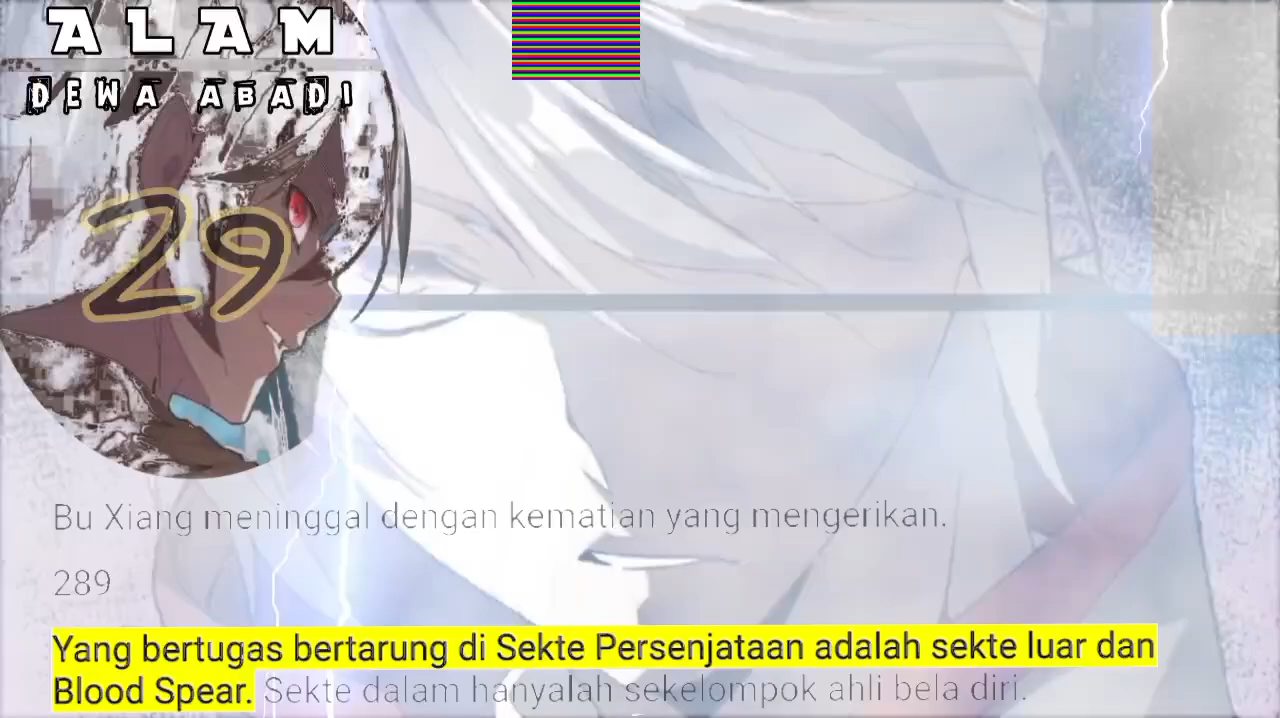 ALAM
DEWA ABADI
29
Bu Xiang meninggal dengan kematian yang mengerikan.
289
Yang bertugas bertarung di Sekte Persenjataan adalah sekte luar dan
Blood Spear. Sekte dalam hanyalah sekelompok ahli bela diri.